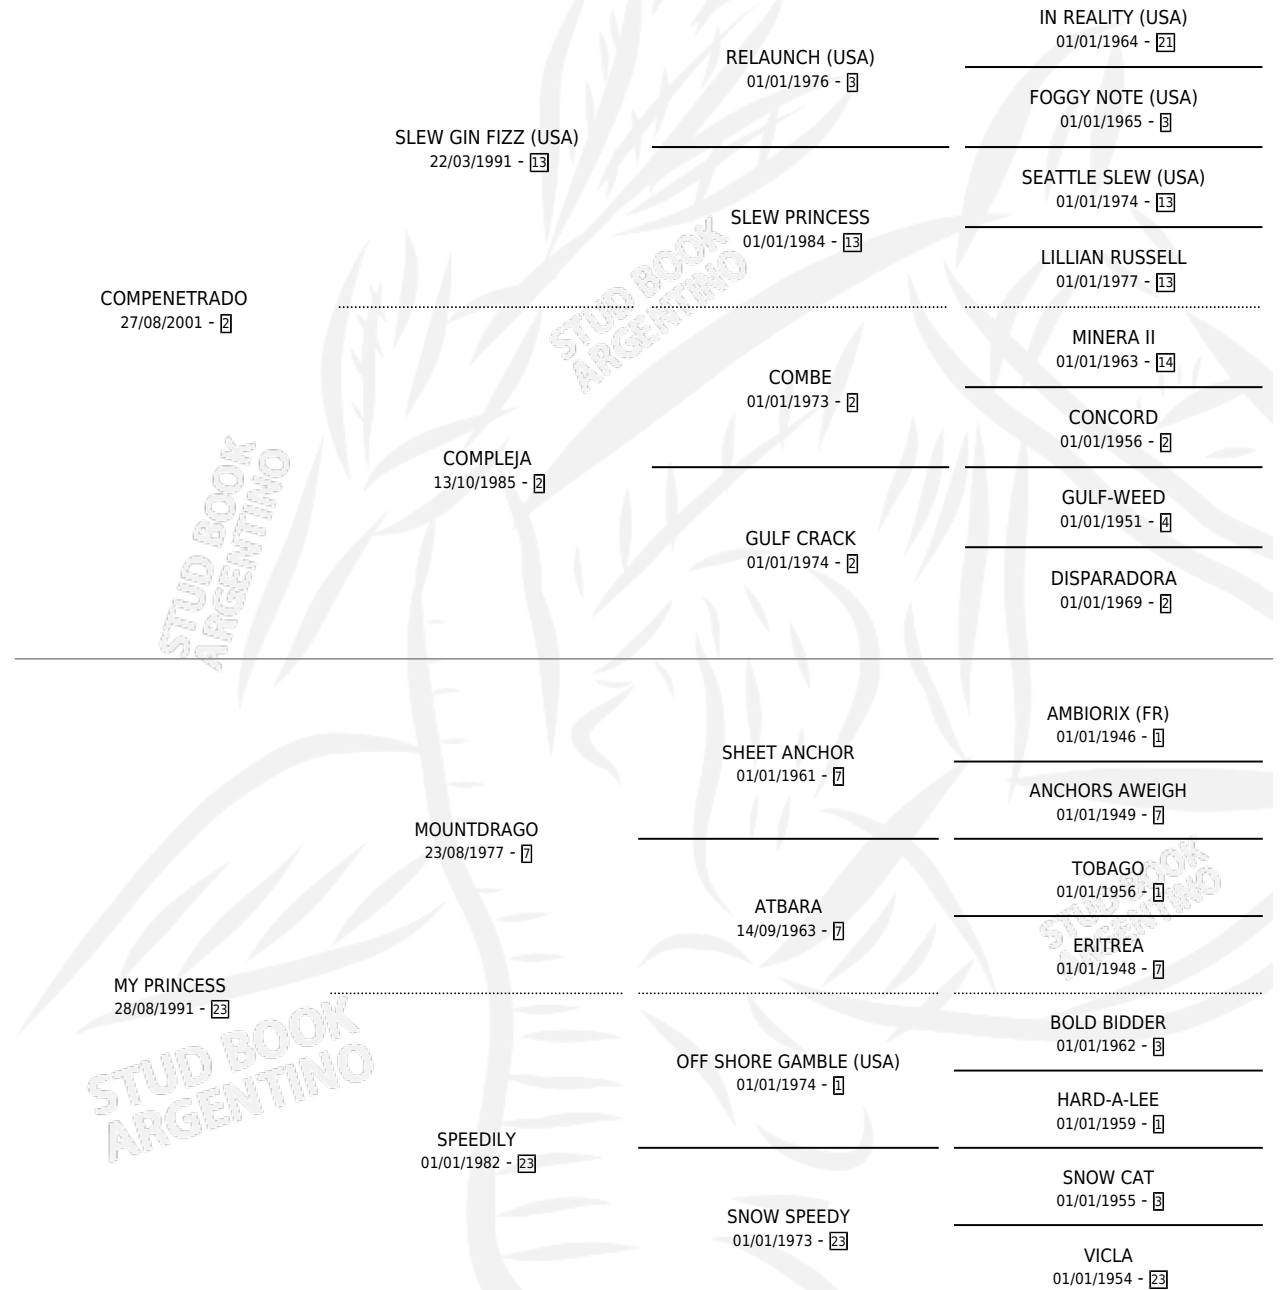 IN REALITY (USA)
01/01/1964 - 21
RELAUNCH (USA)
01/01/1976 - 3
FOGGY NOTE (USA)
01/01/1965 - 3
SLEW GIN FIZZ (USA)
22/03/1991 - 13
SEATTLE SLEW (USA)
01/01/1974 - 13
SLEW PRINCESS
01/01/1984 - 13
LILLIAN RUSSELL
01/01/1977 - 13
COMPENETRADO
27/08/2001 - 2
STUD BOOK
ARGENTINO
MINERA II
01/01/1963 - 14
COMBE
01/01/1973 - 2
CONCORD
01/01/1956 - 2
COMPLEJA
13/10/1985 - 2
GULF-WEED
01/01/1951 - 4
GULF CRACK
01/01/1974 - 2
DISPARADORA
01/01/1969 - 2
STUD BOOK
ARGENTINO
AMBIORIX (FR)
01/01/1946 - 1
SHEET ANCHOR
01/01/1961 - 7
ANCHORS AWEIGH
01/01/1949 - 7
MOUNTDRAGO
23/08/1977 - 7
TOBAGO
01/01/1956 - 1
ATBARA
14/09/1963 - 7
STUD BOOK
ARGENTINO
ERITREA
01/01/1948 - 7
MY PRINCESS
28/08/1991 - 23
BOLD BIDDER
01/01/1962 - 3
OFF SHORE GAMBLE (USA)
01/01/1974 - 1
STUD BOOK
ARGENTINO
HARD-A-LEE
01/01/1959 - 1
SPEEDILY
01/01/1982 - 23
SNOW CAT
01/01/1955 - 3
SNOW SPEEDY
01/01/1973 - 23
VICLA
01/01/1954 - 23